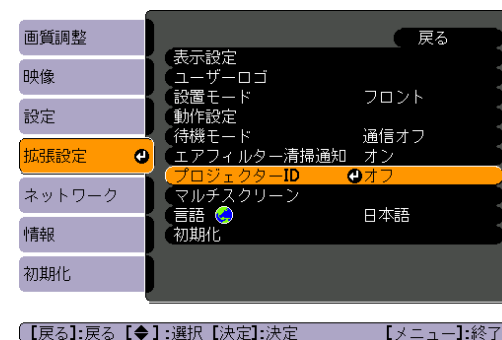 画質調整
映像
設定
拡張設定
ネットワーク
情報
初期化
戻る
表示設定
ユーザーロゴ
設置モード フロント
動作設定
待機モード 通信オフ
エアフィルター清掃通知 オン
プロジェクターID オフ
マルチスクリーン
言語 日本語
初期化
【戻る】:戻る 【◆】:選択 【決定】:決定 【メニュー】:終了